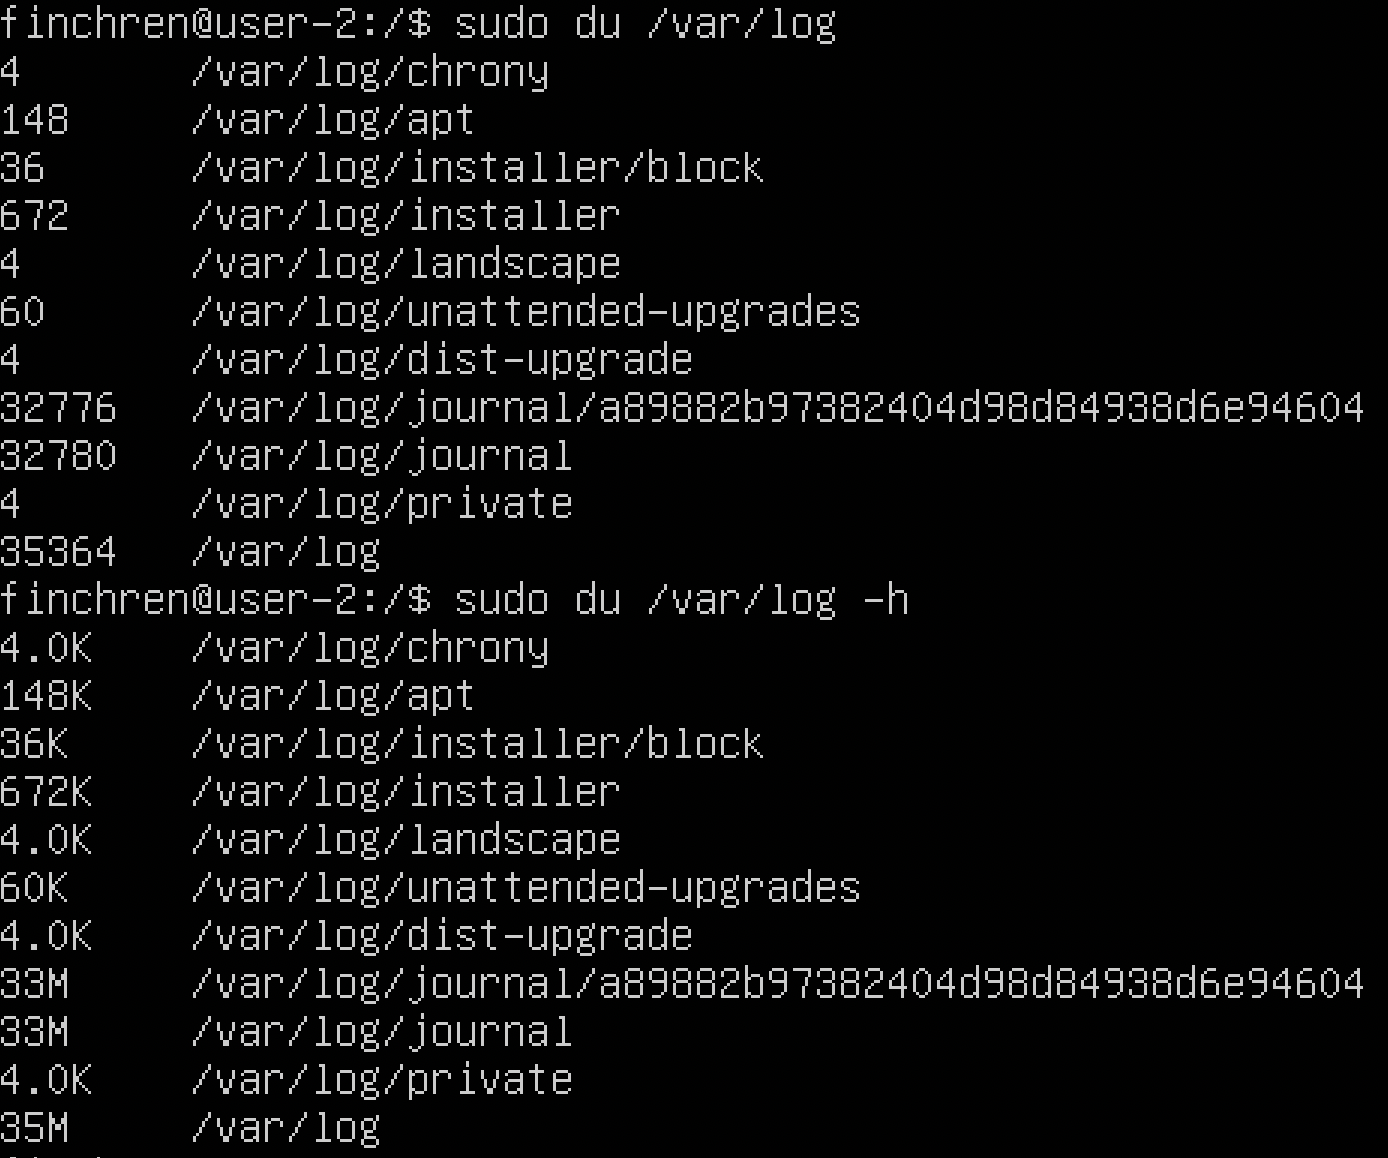 finchren@user-2:/$ sudo du /var/log
4 /var/log/chrony
148 /var/log/apt
36 /var/log/installer/block
672 /var/log/installer
4 /var/log/landscape
60 /var/log/unattended-upgrades
4 /var/log/dist-upgrade
32776 /var/log/journal/a89882b97382404d98d84938d6e94604
32780 /var/log/journal
4 /var/log/private
35364 /var/log
finchren@user-2:/$ sudo du /var/log -h
4.0K /var/log/chrony
148K /var/log/apt
36K /var/log/installer/block
672K /var/log/installer
4.0K /var/log/landscape
60K /var/log/unattended-upgrades
4.0K /var/log/dist-upgrade
33M /var/log/journal/a89882b97382404d98d84938d6e94604
33M /var/log/journal
4.0K /var/log/private
35M /var/log